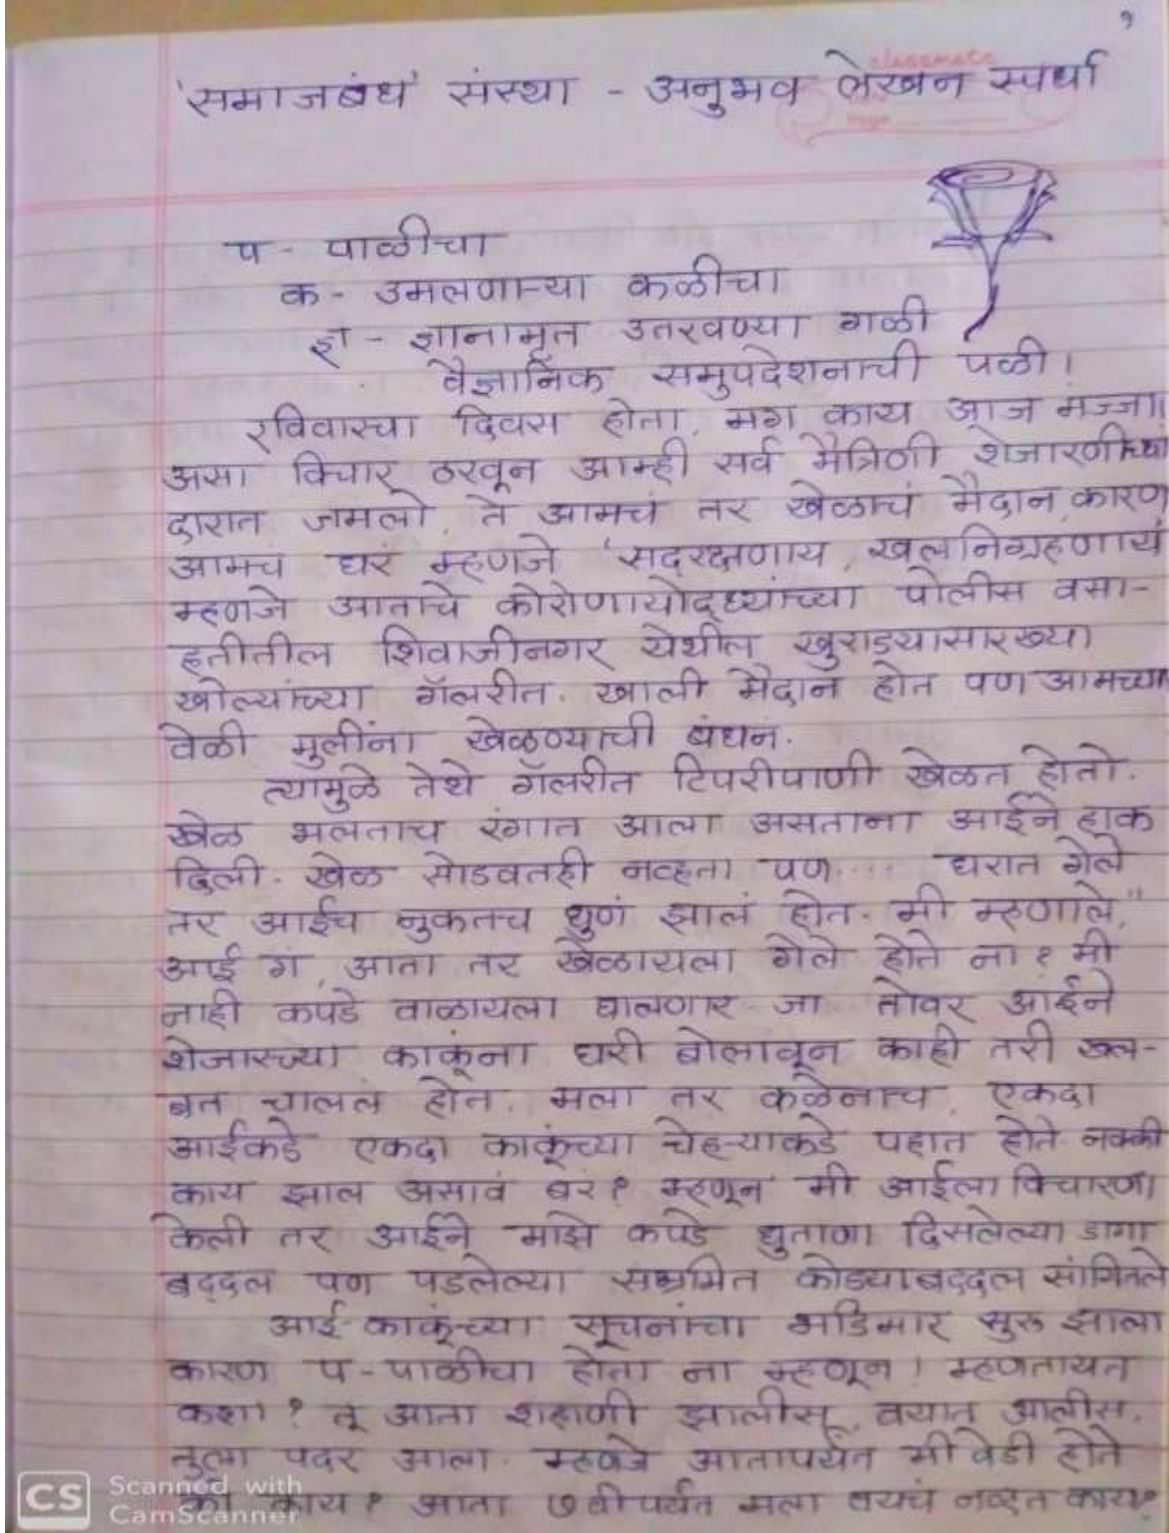 १
classmate
'समाजबंध' संस्था - अनुभव लेखन स्पर्धा
प - पाळीचा
क - उमलणाऱ्या कळीचा
ज्ञ - ज्ञानामृत उतरवण्या गळी
वैज्ञानिक समुपदेशनाची पळी।
रविवारचा दिवस होता, मग काय आज मज्जा।
असा विचार ठरवून आम्ही सर्व मैत्रिणी शेजारणीच्या
दारात जमलो, ते आमचं तर खेळाचं मैदान, कारण
आमच घरं म्हणजे 'सदरक्षणाय, खलनिग्रहणाय'
म्हणजे आताचे कोरोणायोद्ध्यांच्या पोलीस वसा-
हतीतील शिवाजीनगर येथील खुराड्यासारख्या
खोल्यांच्या गॅलरीत. खाली मैदान होत पण आमच्या
वेळी मुलींना खेळण्याची बंधनं.
त्यामुळे तेथे गॅलरीत टिपरीपाणी खेळत होतो.
खेळ भलताच रंगात आला असताना आईने हाक
दिली. खेळ सोडवतही नव्हता पण.... घरात गेले
तर आईच नुकतच धुणं झालं होत. मी म्हणाले,"
आई गं, आता तर खेळायला गेले होते ना? मी
नाही कपडे वाळायला घालणार जा तोवर आईने
शेजारच्या काकूंना घरी बोलावून काही तरी खल-
बत चाललं होत. मला तर कळेनाच, एकदा
आईकडे एकदा काकूंच्या चेहऱ्याकडे पहात होते नक्की
काय झाल असावं बरं? म्हणून मी आईला विचारणा
केली तर आईने माझे कपडे धुताना दिसलेल्या डागा
बद्दल पण पडलेल्या संभ्रमित कोड्याबद्दल सांगितले
आई-काकूंच्या सूचनांचा भडिमार सुरू झाला
कारण प-पाळीचा होता ना म्हणून! म्हणतायत
कशा? तू आता शहाणी झालीस, वयात आलीस.
तुला पदर आला. म्हणजे आतापर्यंत मी वेडी होते
का काय? आता ७वी पर्यंत मला वयचं नव्हत काय?
CS Scanned with
CamScanner